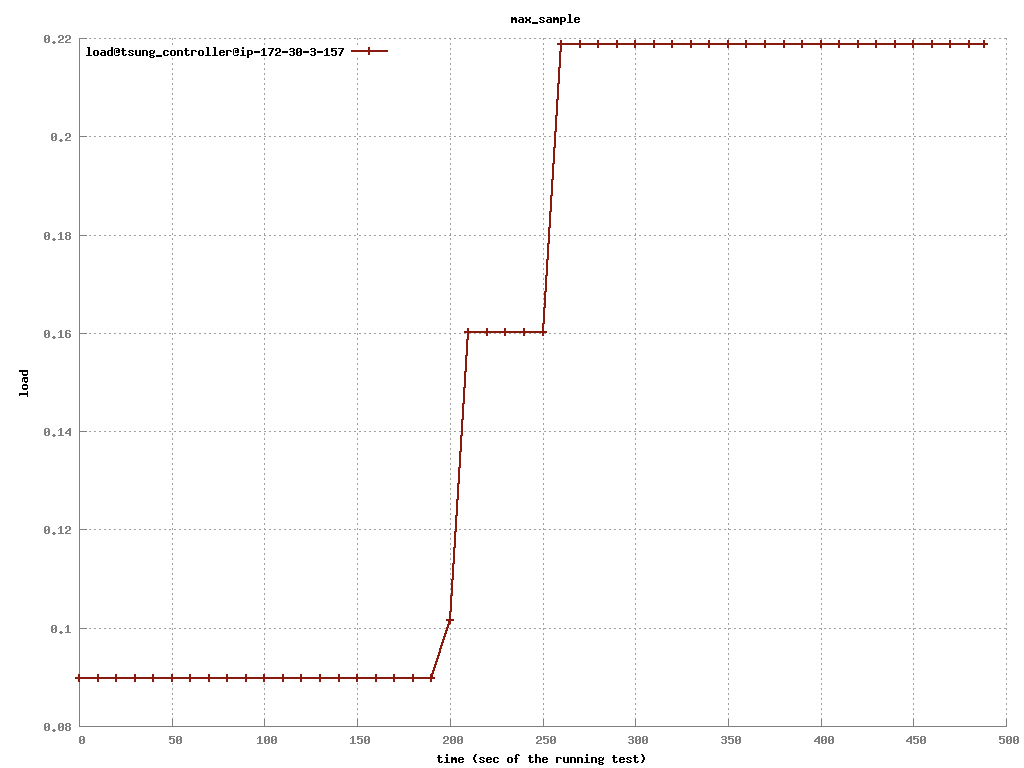 max_sample
load@tsung_controller@ip-172-30-3-157
0.22
0.2
0.18
0.16
0.14
0.12
0.1
0.08
load
0 50 100 150 200 250 300 350 400 450 500
time (sec of the running test)